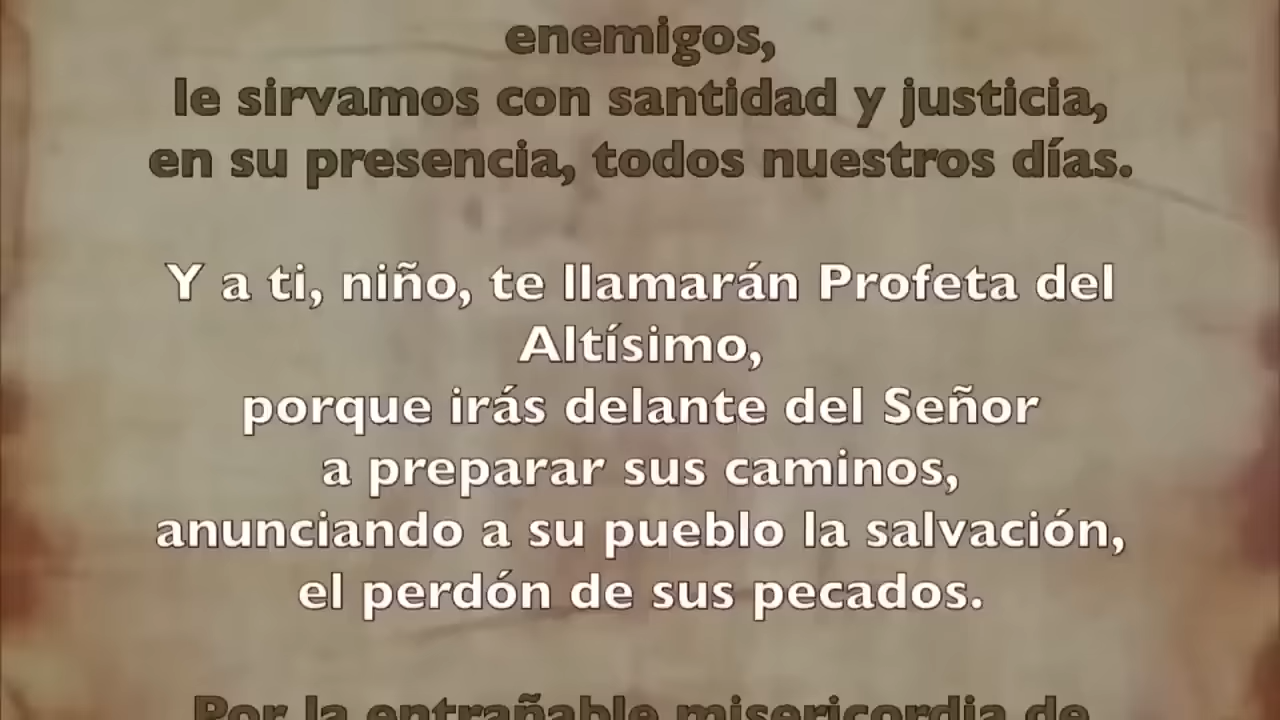 enemigos,
le sirvamos con santidad y justicia,
en su presencia, todos nuestros días.
Y a ti, niño, te llamarán Profeta del
Altísimo,
porque irás delante del Señor
a preparar sus caminos,
anunciando a su pueblo la salvación,
el perdón de sus pecados.
Por la entrañable misericordia de